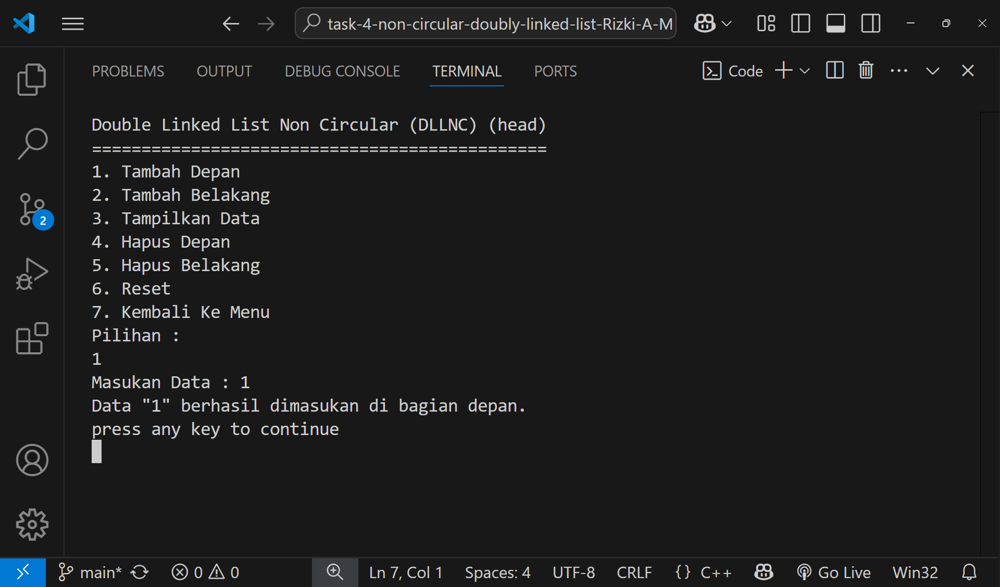 task-4-non-circular-doubly-linked-list-Rizki-A-M
PROBLEMS OUTPUT DEBUG CONSOLE TERMINAL PORTS Code
Double Linked List Non Circular (DLLNC) (head)
==============================================
1. Tambah Depan
2. Tambah Belakang
3. Tampilkan Data
4. Hapus Depan
5. Hapus Belakang
6. Reset
7. Kembali Ke Menu
Pilihan :
1
Masukan Data : 1
Data "1" berhasil dimasukan di bagian depan.
press any key to continue
2
main* 0 0 Ln 7, Col 1 Spaces: 4 UTF-8 CRLF {} C++ Go Live Win32